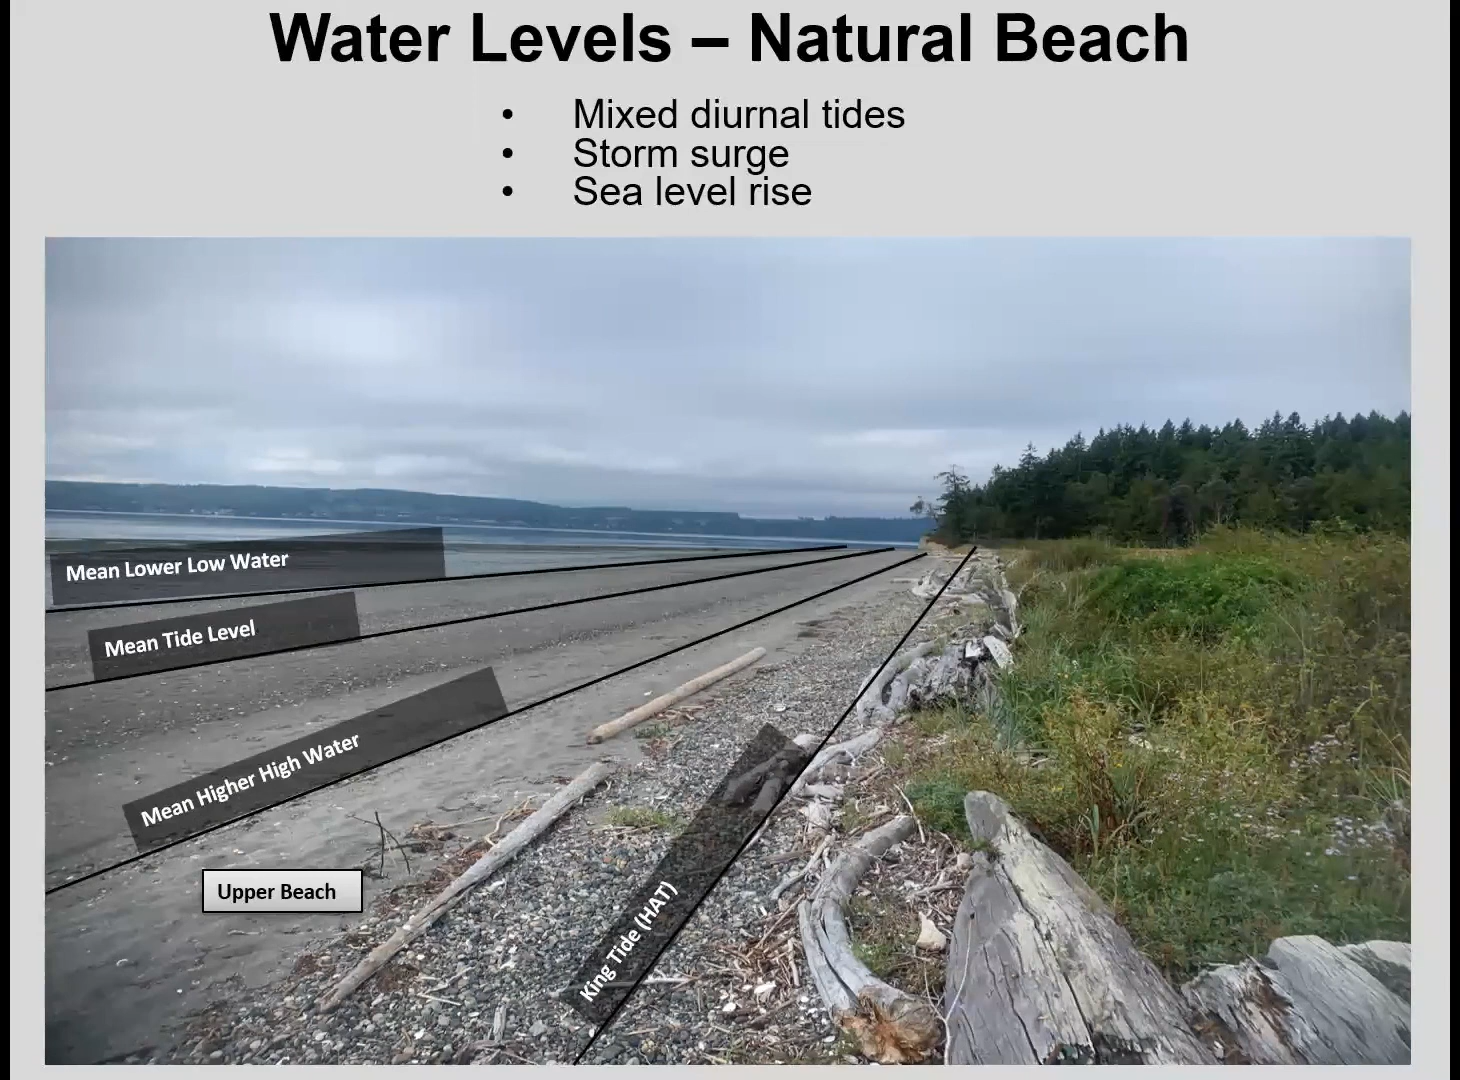 Water Levels – Natural Beach
• Mixed diurnal tides
• Storm surge
• Sea level rise
Mean Lower Low Water
Mean Tide Level
Mean Higher High Water
Upper Beach
King Tide (HAT)